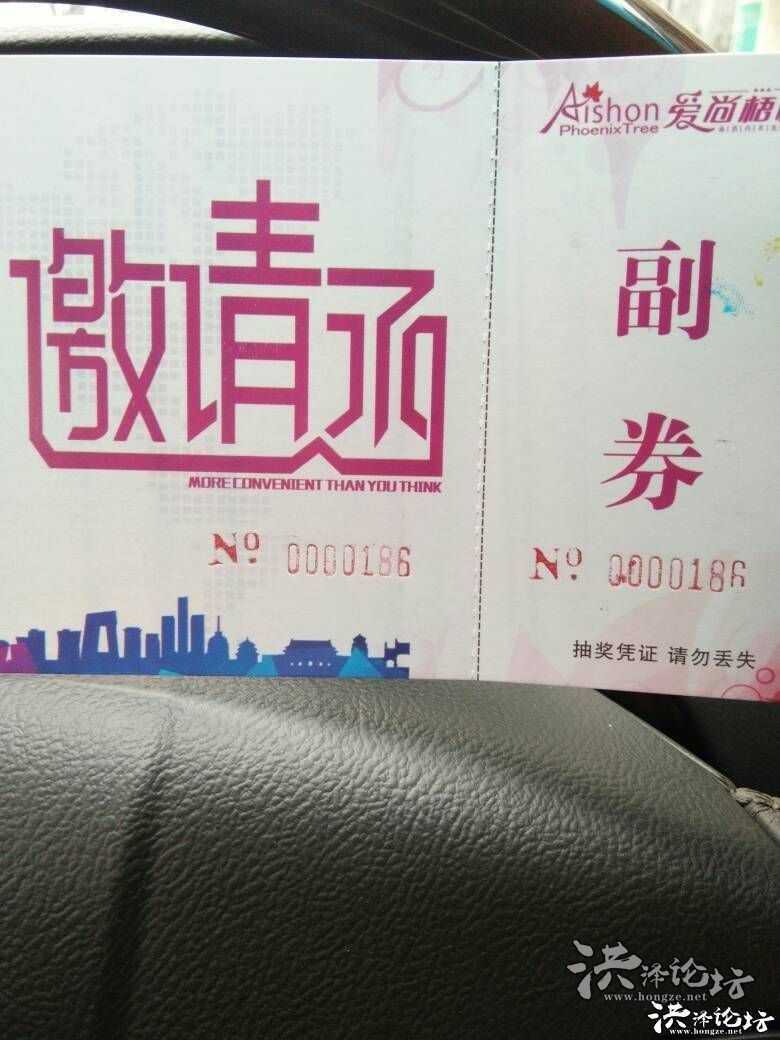 邀请函
MORE CONVENIENT THAN YOU THINK
Nº 0000186
Aishon
PhoenixTree
爱尚梧
副
券
Nº 0000186
抽奖凭证 请勿丢失
洪泽论坛
www.hongze.net
洪泽论坛
www.hongze.net